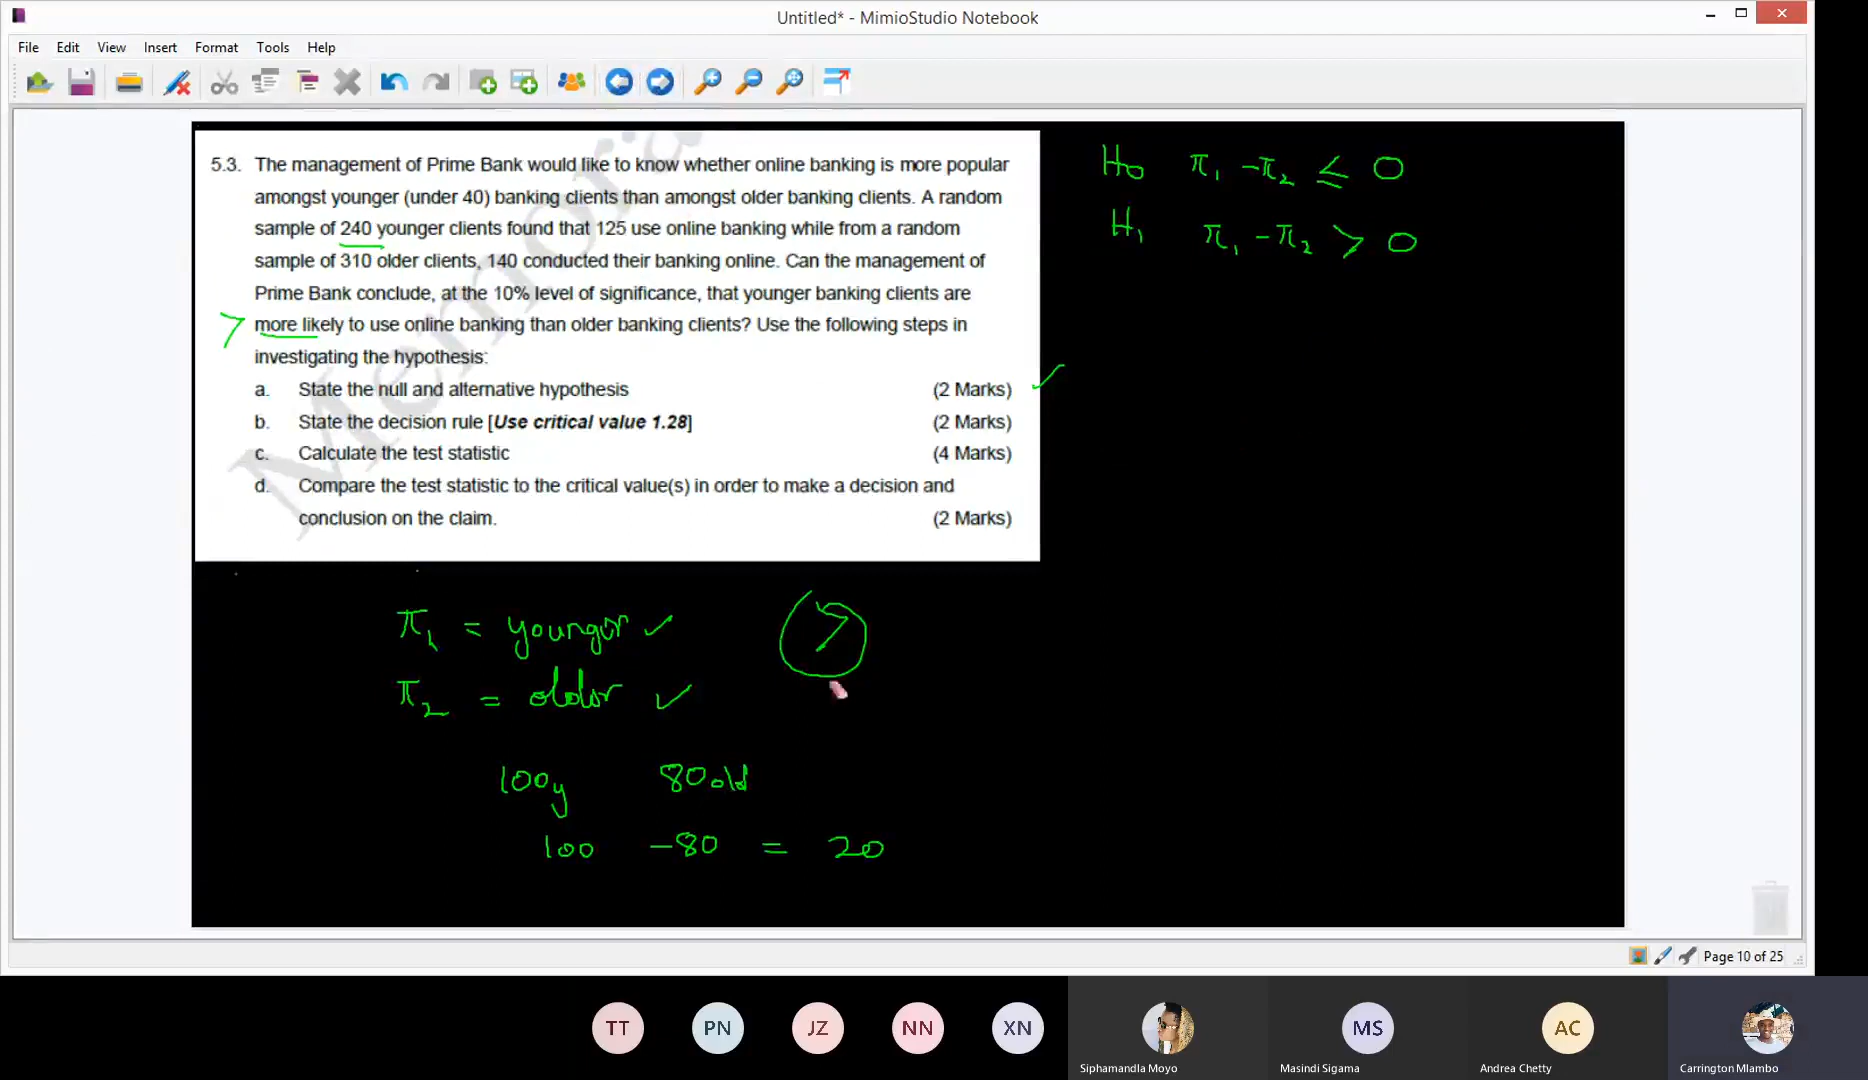 Untitled* - MimioStudio Notebook
File Edit View Insert Format Tools Help
5.3. The management of Prime Bank would like to know whether online banking is more popular
amongst younger (under 40) banking clients than amongst older banking clients. A random
sample of 240 younger clients found that 125 use online banking while from a random
sample of 310 older clients, 140 conducted their banking online. Can the management of
Prime Bank conclude, at the 10% level of significance, that younger banking clients are
> more likely to use online banking than older banking clients? Use the following steps in
investigating the hypothesis:
a. State the null and alternative hypothesis (2 Marks) ✓
b. State the decision rule [Use critical value 1.28] (2 Marks)
c. Calculate the test statistic (4 Marks)
d. Compare the test statistic to the critical value(s) in order to make a decision and
conclusion on the claim. (2 Marks)
H₀ π₁ - π₂ ≤ 0
H₁ π₁ - π₂ > 0
π₁ = younger ✓
>
π₂ = older ✓
100y 80 old
100 - 80 = 20
Page 10 of 25
TT PN JZ NN XN MS AC
Siphamandla Moyo Masindi Sigama Andrea Chetty Carrington Mlambo